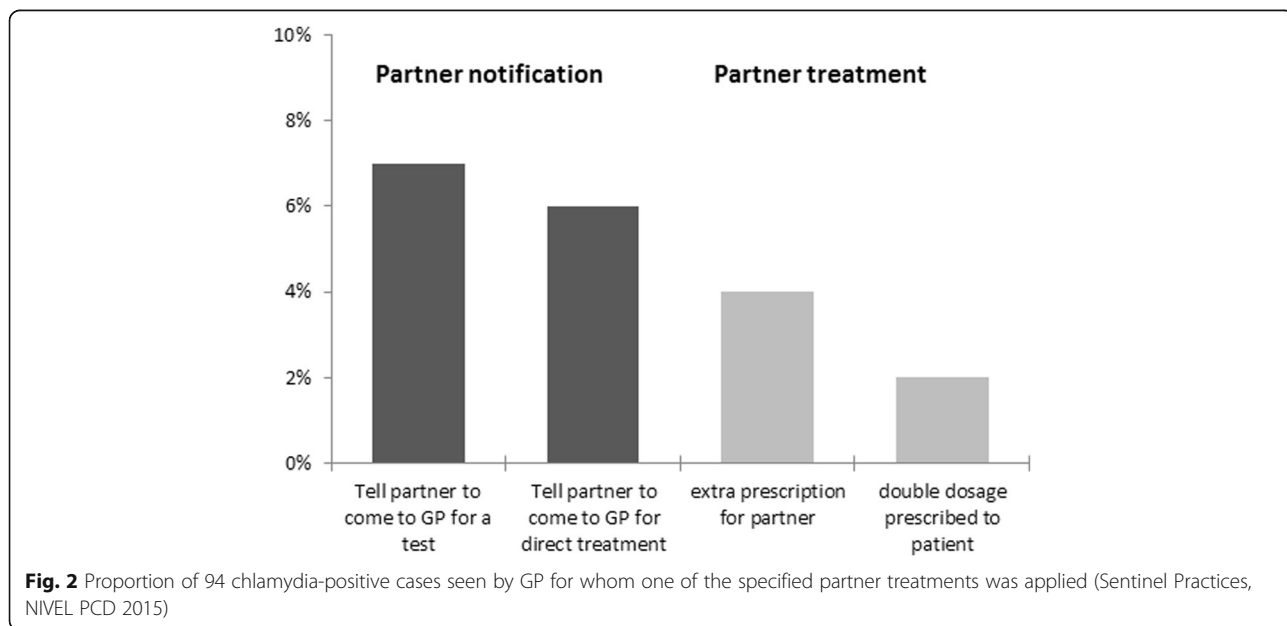 10%
Partner notification Partner treatment
8%
6%
4%
2%
0%
Tell partner to come to GP for a test
Tell partner to come to GP for direct treatment
extra prescription for partner
double dosage prescribed to patient
Fig. 2 Proportion of 94 chlamydia-positive cases seen by GP for whom one of the specified partner treatments was applied (Sentinel Practices,
NIVEL PCD 2015)